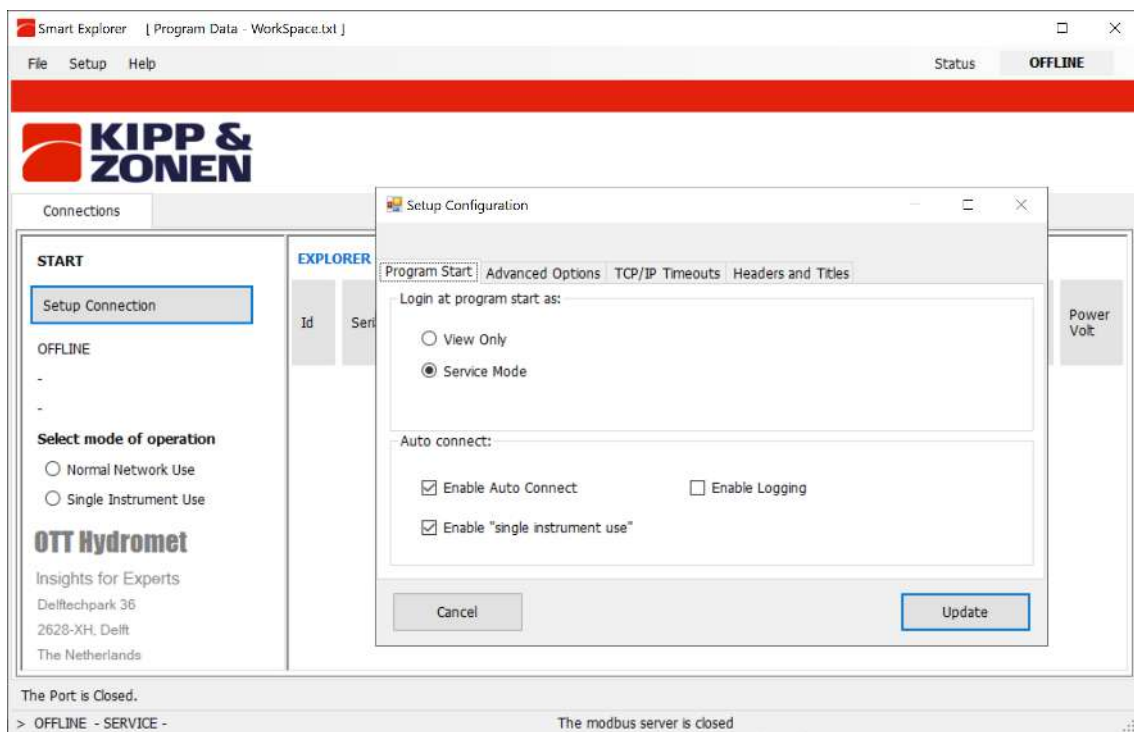 Smart Explorer [ Program Data - WorkSpace.txt ]
File Setup Help Status OFFLINE
KIPP &
ZONEN
Connections
START
Setup Connection
OFFLINE
-
-
Select mode of operation
Normal Network Use
Single Instrument Use
OTT Hydromet
Insights for Experts
Delftechpark 36
2628-XH, Delft
The Netherlands
EXPLORER
Id
Power
Volt
Setup Configuration
Program Start Advanced Options TCP/IP Timeouts Headers and Titles
Login at program start as:
View Only
Service Mode
Auto connect:
Enable Auto Connect Enable Logging
Enable "single instrument use"
Cancel Update
The Port is Closed.
> OFFLINE - SERVICE - The modbus server is closed